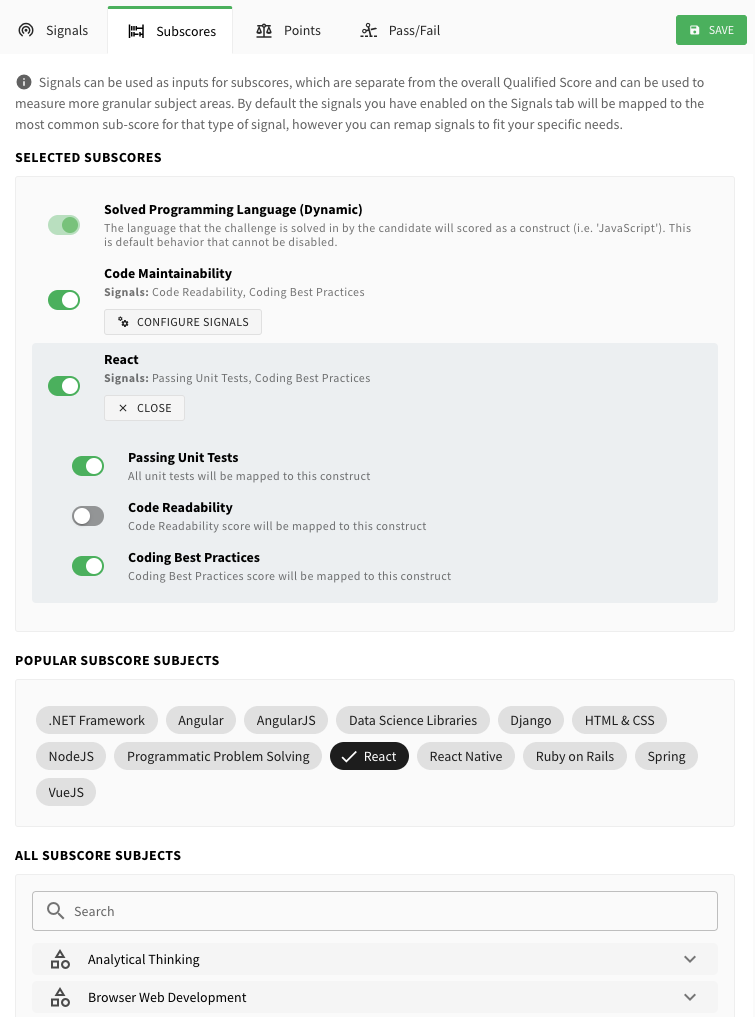 Signals Subscores Points Pass/Fail SAVE
Signals can be used as inputs for subscores, which are separate from the overall Qualified Score and can be used to
measure more granular subject areas. By default the signals you have enabled on the Signals tab will be mapped to the
most common sub-score for that type of signal, however you can remap signals to fit your specific needs.
SELECTED SUBSCORES
Solved Programming Language (Dynamic)
The language that the challenge is solved in by the candidate will scored as a construct (i.e. 'JavaScript'). This
is default behavior that cannot be disabled.
Code Maintainability
Signals: Code Readability, Coding Best Practices
CONFIGURE SIGNALS
React
Signals: Passing Unit Tests, Coding Best Practices
CLOSE
Passing Unit Tests
All unit tests will be mapped to this construct
Code Readability
Code Readability score will be mapped to this construct
Coding Best Practices
Coding Best Practices score will be mapped to this construct
POPULAR SUBSCORE SUBJECTS
.NET Framework Angular AngularJS Data Science Libraries Django HTML & CSS
NodeJS Programmatic Problem Solving React React Native Ruby on Rails Spring
VueJS
ALL SUBSCORE SUBJECTS
Search
Analytical Thinking
Browser Web Development